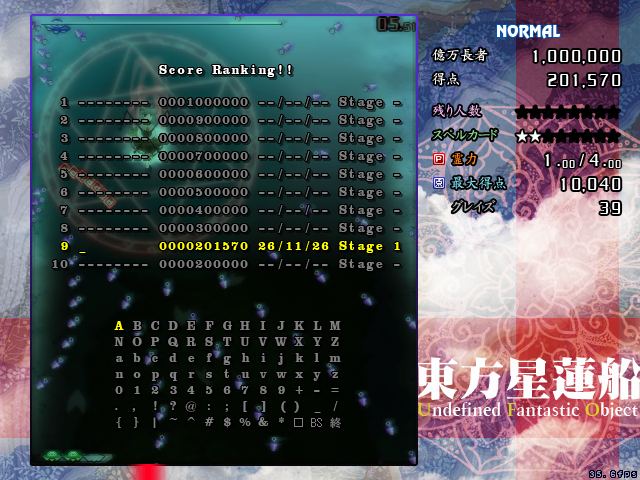 05.51
Score Ranking!!
1 -------- 0001000000 --/--/-- Stage -
2 -------- 0000900000 --/--/-- Stage -
3 -------- 0000800000 --/--/-- Stage -
4 -------- 0000700000 --/--/-- Stage -
5 -------- 0000600000 --/--/-- Stage -
6 -------- 0000500000 --/--/-- Stage -
7 -------- 0000400000 --/--/-- Stage -
8 -------- 0000300000 --/--/-- Stage -
9 _ 0000201570 26/11/26 Stage 1
10 -------- 0000200000 --/--/-- Stage -
A B C D E F G H I J K L M
N O P Q R S T U V W X Y Z
a b c d e f g h i j k l m
n o p q r s t u v w x y z
0 1 2 3 4 5 6 7 8 9 + - =
. , ! ? @ : ; [ ] ( ) _ /
{ } | ~ ^ # $ % & * □ BS 終
NORMAL
億万長者 1,000,000
得点 201,570
残り人数
スペルカード ★★
P 霊力 1.00/4.00
点 最大得点 10,040
グレイズ 39
東方星蓮船
Undefined Fantastic Object
35.6fps